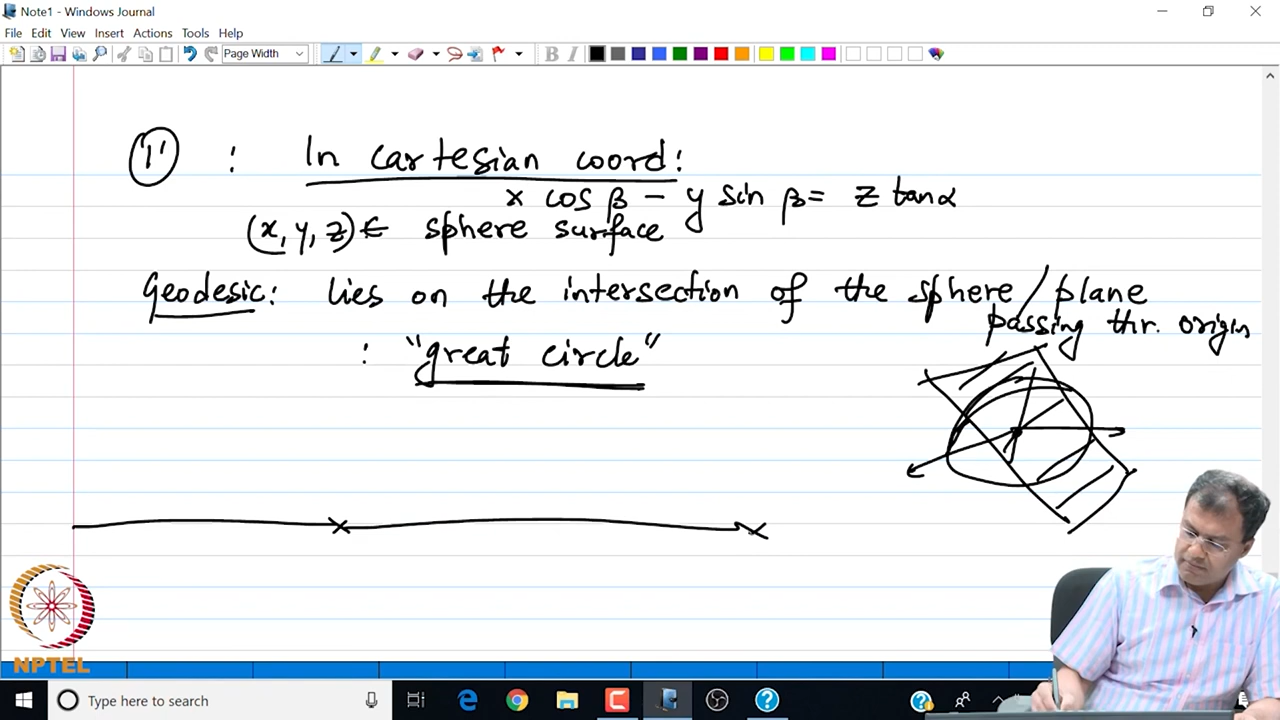 Note1 - Windows Journal
File Edit View Insert Actions Tools Help
Page Width
B I
1' : In cartesian coord:
x cos β - y sin β = z tanα
(x, y, z) ∈ sphere surface
Geodesic: lies on the intersection of the sphere / plane
passing thr. origin
: "great circle"
NPTEL
Type here to search